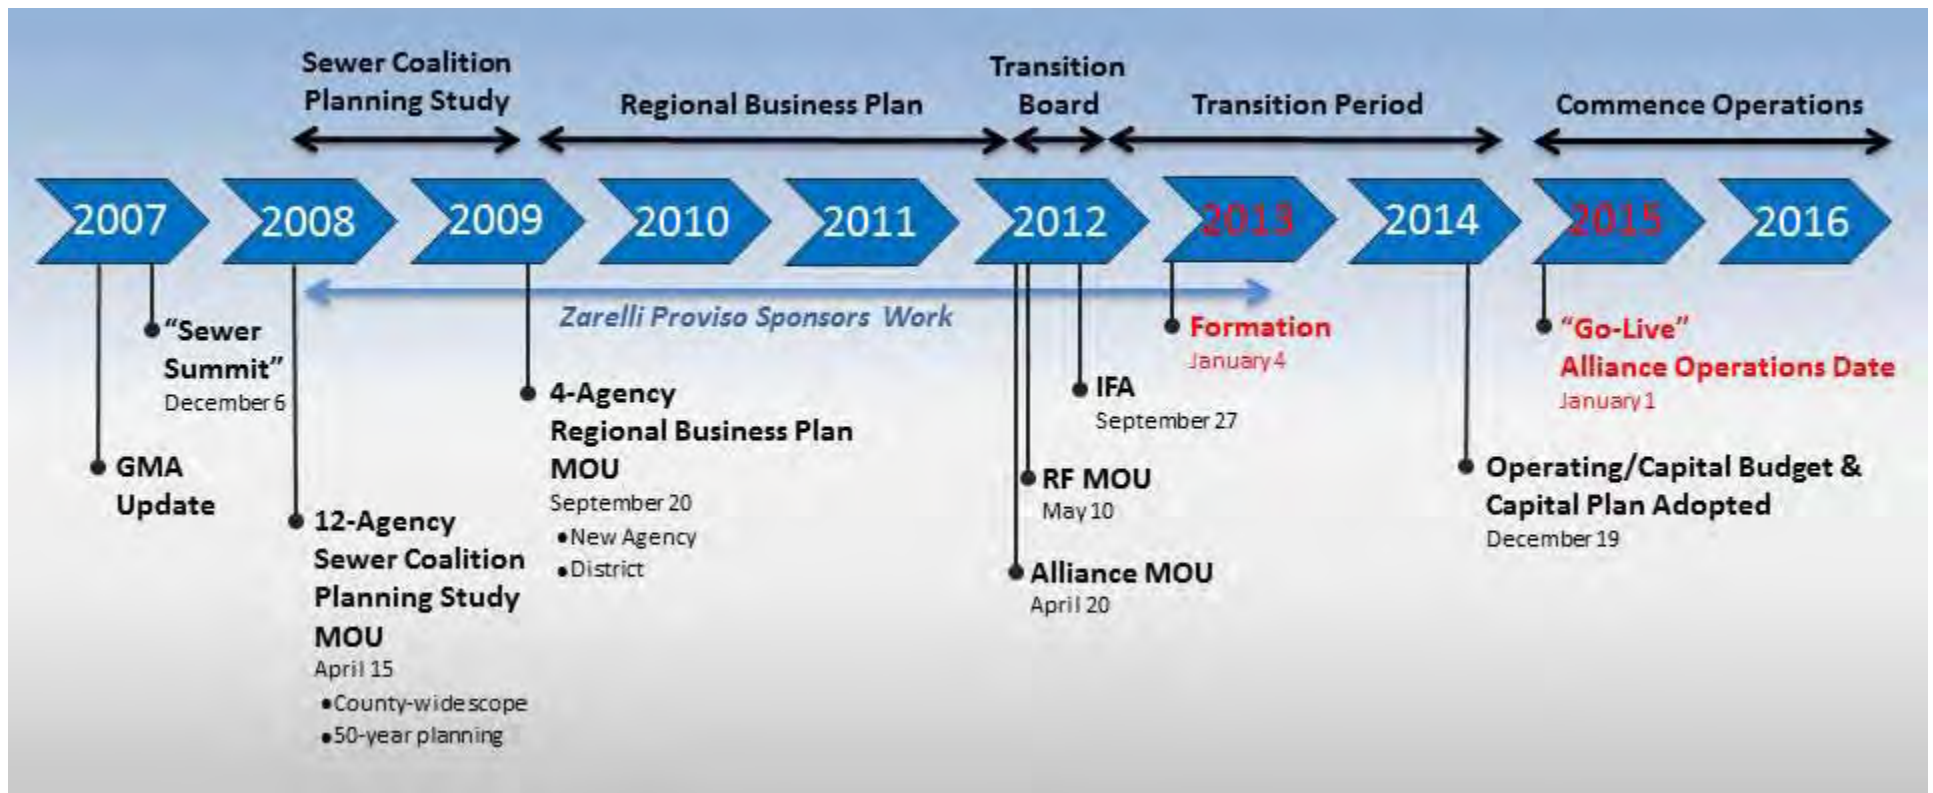 Sewer Coalition
Planning Study
Regional Business Plan
Transition
Board
Transition Period
Commence Operations
2007
2008
2009
2010
2011
2012
2013
2014
2015
2016
Zarelli Proviso Sponsors Work
“Sewer
Summit”
December 6
GMA
Update
12-Agency
Sewer Coalition
Planning Study
MOU
April 15
•County-wide scope
•50-year planning
4-Agency
Regional Business Plan
MOU
September 20
•New Agency
•District
Alliance MOU
April 20
RF MOU
May 10
IFA
September 27
Formation
January 4
Operating/Capital Budget &
Capital Plan Adopted
December 19
“Go-Live”
Alliance Operations Date
January 1